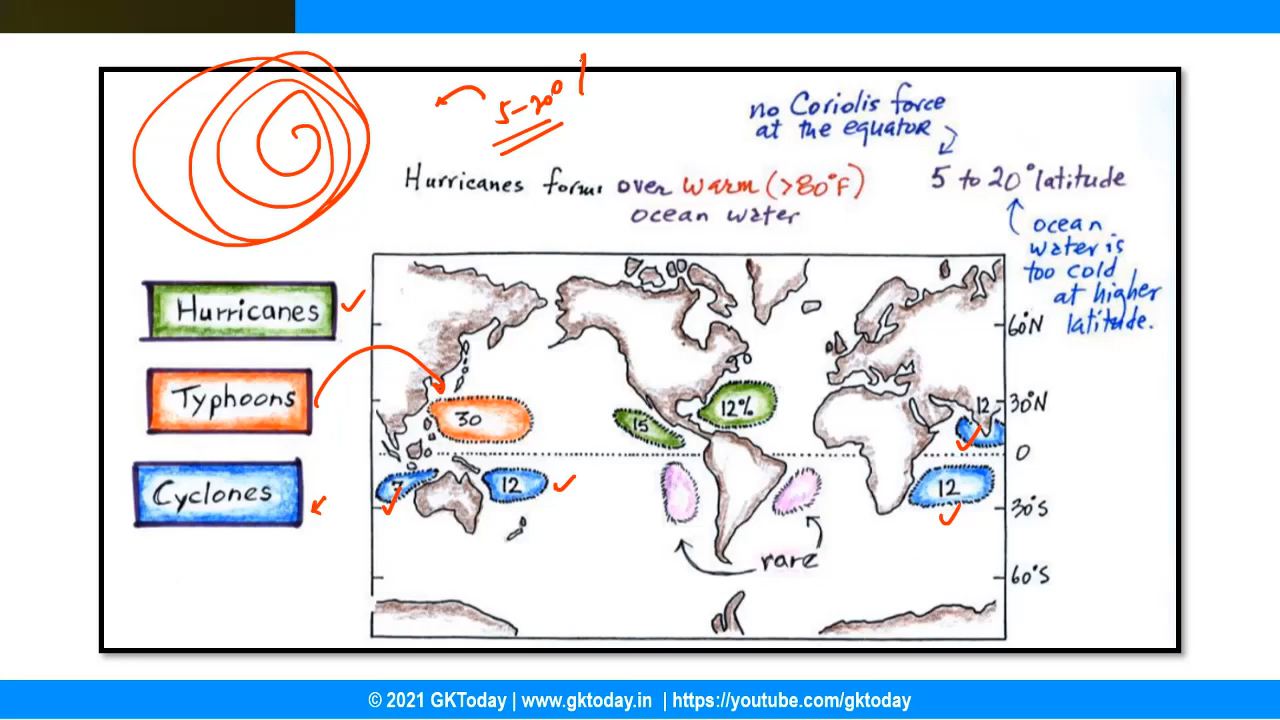 5-20°
no Coriolis force
at the equator
Hurricanes form over warm (>80°F)
ocean water
5 to 20° latitude
ocean
water is
too cold
at higher
latitude.
Hurricanes
Typhoons
Cyclones
60°N
30°N
0
30°S
60°S
30
15
12%
12
7
12
12
rare
© 2021 GKToday | www.gktoday.in | https://youtube.com/gktoday